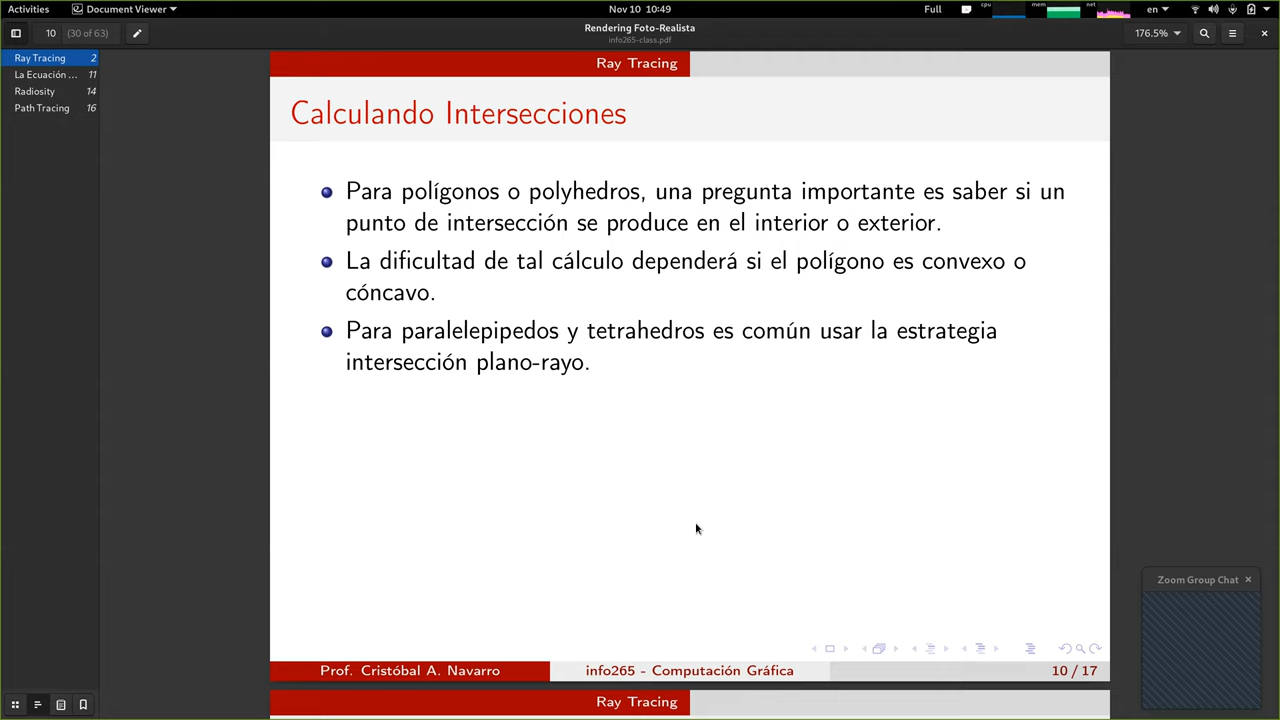 Activities
Document Viewer
Nov 10 10:49
Full
cpu
mem
net
en
10
(30 of 63)
Rendering Foto-Realista
info265-class.pdf
176.5%
Ray Tracing 2
La Ecuación ... 11
Radiosity 14
Path Tracing 16
Ray Tracing
Calculando Intersecciones
Para polígonos o polyhedros, una pregunta importante es saber si un
punto de intersección se produce en el interior o exterior.
La dificultad de tal cálculo dependerá si el polígono es convexo o
cóncavo.
Para paralelepipedos y tetrahedros es común usar la estrategia
intersección plano-rayo.
Zoom Group Chat
Prof. Cristóbal A. Navarro
info265 - Computación Gráfica
10 / 17
Ray Tracing